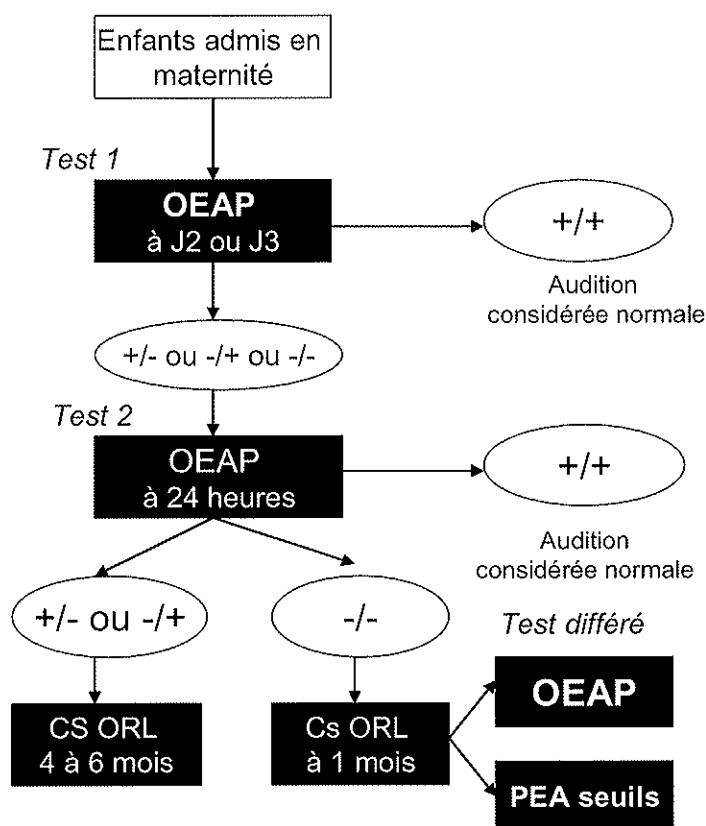 Enfants admis en
maternité
Test 1
OEAP
à J2 ou J3
+/+
Audition
considérée normale
+/- ou -/+ ou -/-
Test 2
OEAP
à 24 heures
+/+
Audition
considérée normale
+/- ou -/+
-/-
Test différé
CS ORL
4 à 6 mois
Cs ORL
à 1 mois
OEAP
PEA seuils